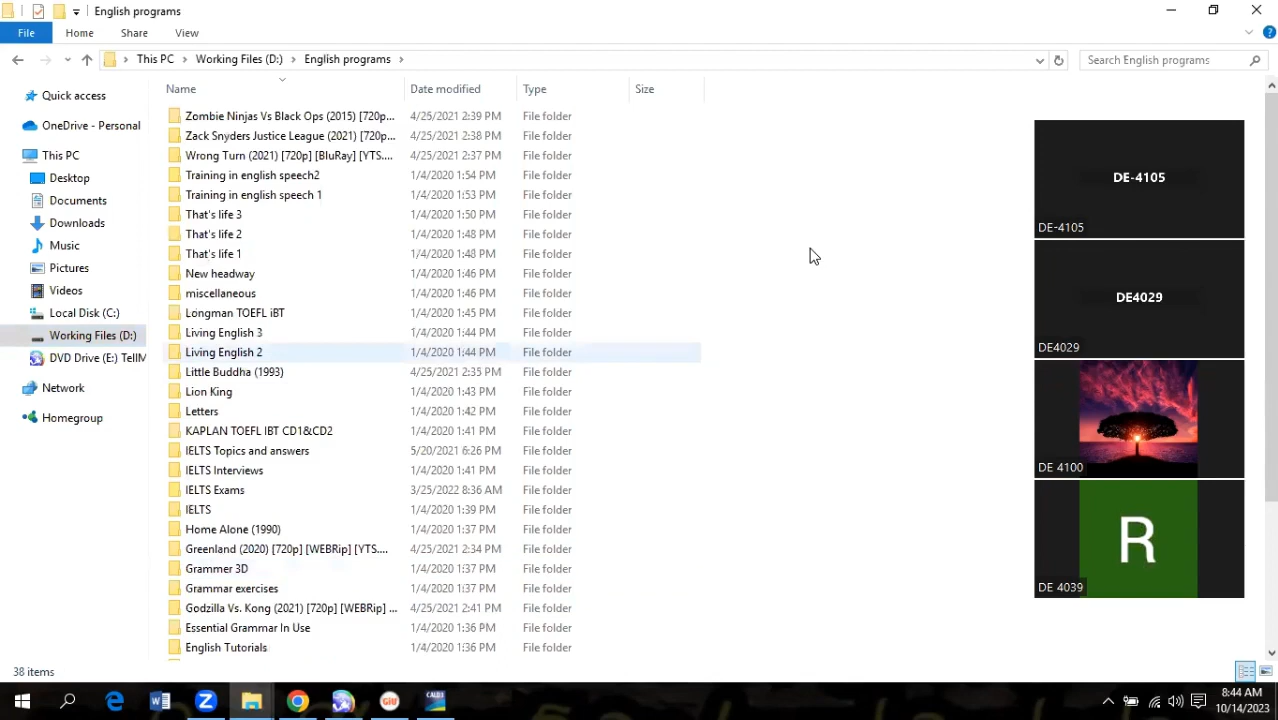 English programs
File Home Share View
This PC Working Files (D:) English programs Search English programs
Name Date modified Type Size
Quick access
OneDrive - Personal
This PC
Desktop
Documents
Downloads
Music
Pictures
Videos
Local Disk (C:)
Working Files (D:)
DVD Drive (E:) TellM
Network
Homegroup
Zombie Ninjas Vs Black Ops (2015) [720p... 4/25/2021 2:39 PM File folder
Zack Snyders Justice League (2021) [720p... 4/25/2021 2:38 PM File folder
Wrong Turn (2021) [720p] [BluRay] [YTS.... 4/25/2021 2:37 PM File folder
Training in english speech2 1/4/2020 1:54 PM File folder
Training in english speech 1 1/4/2020 1:53 PM File folder
That's life 3 1/4/2020 1:50 PM File folder
That's life 2 1/4/2020 1:48 PM File folder
That's life 1 1/4/2020 1:48 PM File folder
New headway 1/4/2020 1:46 PM File folder
miscellaneous 1/4/2020 1:46 PM File folder
Longman TOEFL iBT 1/4/2020 1:45 PM File folder
Living English 3 1/4/2020 1:44 PM File folder
Living English 2 1/4/2020 1:44 PM File folder
Little Buddha (1993) 4/25/2021 2:35 PM File folder
Lion King 1/4/2020 1:43 PM File folder
Letters 1/4/2020 1:42 PM File folder
KAPLAN TOEFL IBT CD1&CD2 1/4/2020 1:41 PM File folder
IELTS Topics and answers 5/20/2021 6:26 PM File folder
IELTS Interviews 1/4/2020 1:41 PM File folder
IELTS Exams 3/25/2022 8:36 AM File folder
IELTS 1/4/2020 1:39 PM File folder
Home Alone (1990) 1/4/2020 1:37 PM File folder
Greenland (2020) [720p] [WEBRip] [YTS.... 4/25/2021 2:34 PM File folder
Grammer 3D 1/4/2020 1:37 PM File folder
Grammar exercises 1/4/2020 1:37 PM File folder
Godzilla Vs. Kong (2021) [720p] [WEBRip] ... 4/25/2021 2:41 PM File folder
Essential Grammar In Use 1/4/2020 1:36 PM File folder
English Tutorials 1/4/2020 1:36 PM File folder
DE-4105
DE-4105
DE4029
DE4029
DE 4100
R
DE 4039
38 items
GIU CALD3
8:44 AM
10/14/2023